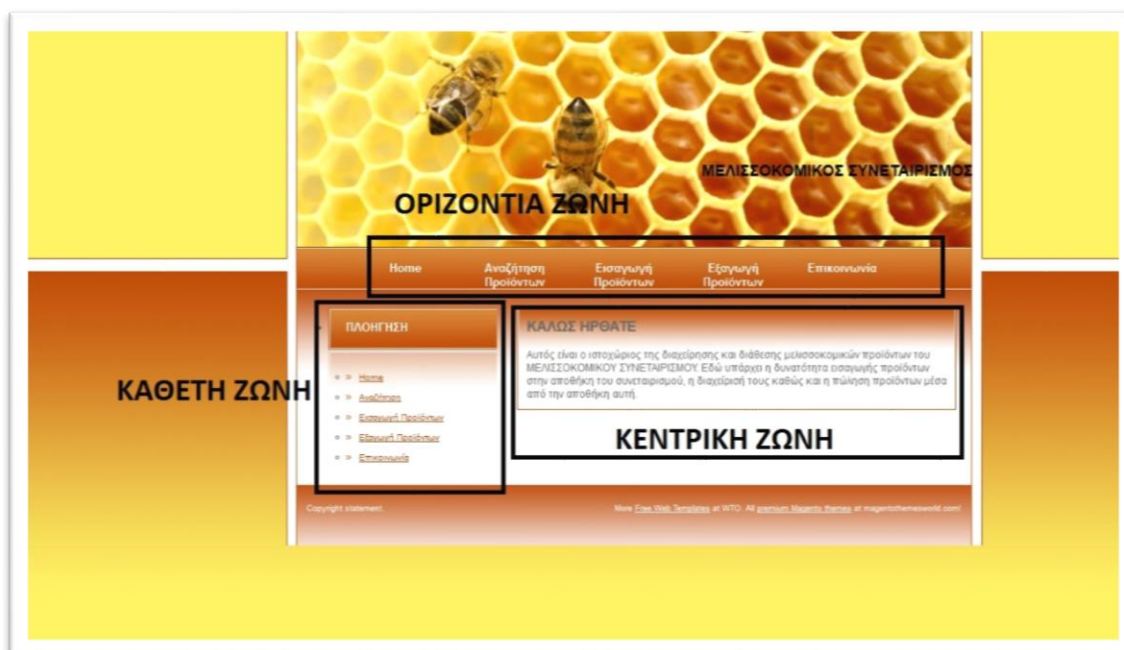 ΜΕΛΙΣΣΟΚΟΜΙΚΟΣ ΣΥΝΕΤΑΙΡΙΣΜΟΣ
ΟΡΙΖΟΝΤΙΑ ΖΩΝΗ
Home Αναζήτηση Εισαγωγή Εξαγωγή Επικοινωνία
Προϊόντων Προϊόντων Προϊόντων
ΠΛΟΗΓΗΣΗ
» Home
» Αναζήτηση
» Εισαγωγή Προϊόντων
» Εξαγωγή Προϊόντων
» Επικοινωνία
ΚΑΘΕΤΗ ΖΩΝΗ
ΚΑΛΩΣ ΗΡΘΑΤΕ
Αυτός είναι ο ιστοχώριος της διαχείρησης και διάθεσης μελισσοκομικών προϊόντων του
ΜΕΛΙΣΣΟΚΟΜΙΚΟΥ ΣΥΝΕΤΑΙΡΙΣΜΟΥ. Εδώ υπάρχει η δυνατότητα εισαγωγής προϊόντων
στην αποθήκη του συνεταιρισμού, η διαχείρισή τους καθώς και η πώληση προϊόντων μέσα
από την αποθήκη αυτή.
ΚΕΝΤΡΙΚΗ ΖΩΝΗ
Copyright statement. More Free Web Templates at WTO. All premium Magento themes at magentothemesworld.com!